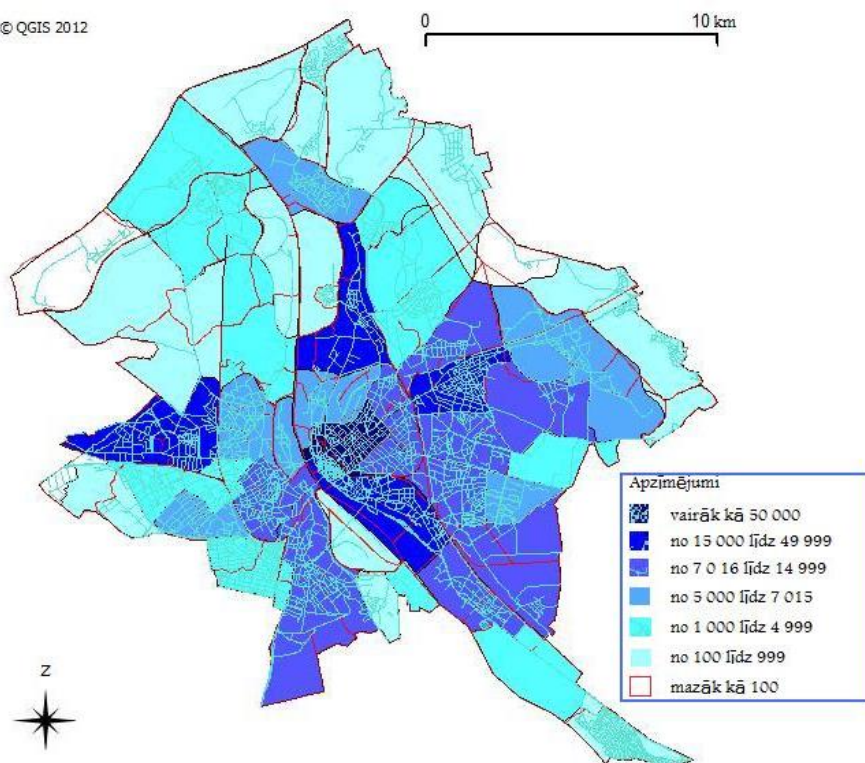 © QGIS 2012
0 10 km
Apzīmējumi
vairāk kā 50 000
no 15 000 līdz 49 999
no 7 0 16 līdz 14 999
no 5 000 līdz 7 015
no 1 000 līdz 4 999
no 100 līdz 999
mazāk kā 100
Z